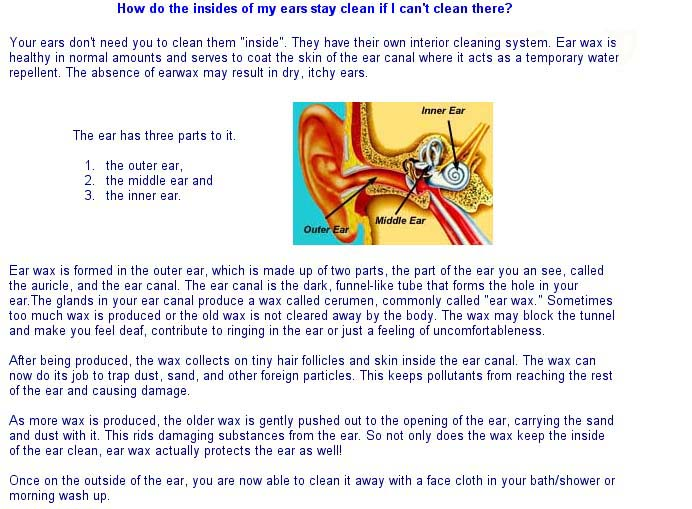 How do the insides of my ears stay clean if I can't clean there?
Your ears don't need you to clean them "inside". They have their own interior cleaning system. Ear wax is
healthy in normal amounts and serves to coat the skin of the ear canal where it acts as a temporary water
repellent. The absence of earwax may result in dry, itchy ears.
The ear has three parts to it.
1. the outer ear,
2. the middle ear and
3. the inner ear.
Inner Ear
Middle Ear
Outer Ear
Ear wax is formed in the outer ear, which is made up of two parts, the part of the ear you an see, called
the auricle, and the ear canal. The ear canal is the dark, funnel-like tube that forms the hole in your
ear.The glands in your ear canal produce a wax called cerumen, commonly called "ear wax." Sometimes
too much wax is produced or the old wax is not cleared away by the body. The wax may block the tunnel
and make you feel deaf, contribute to ringing in the ear or just a feeling of uncomfortableness.
After being produced, the wax collects on tiny hair follicles and skin inside the ear canal. The wax can
now do its job to trap dust, sand, and other foreign particles. This keeps pollutants from reaching the rest
of the ear and causing damage.
As more wax is produced, the older wax is gently pushed out to the opening of the ear, carrying the sand
and dust with it. This rids damaging substances from the ear. So not only does the wax keep the inside
of the ear clean, ear wax actually protects the ear as well!
Once on the outside of the ear, you are now able to clean it away with a face cloth in your bath/shower or
morning wash up.